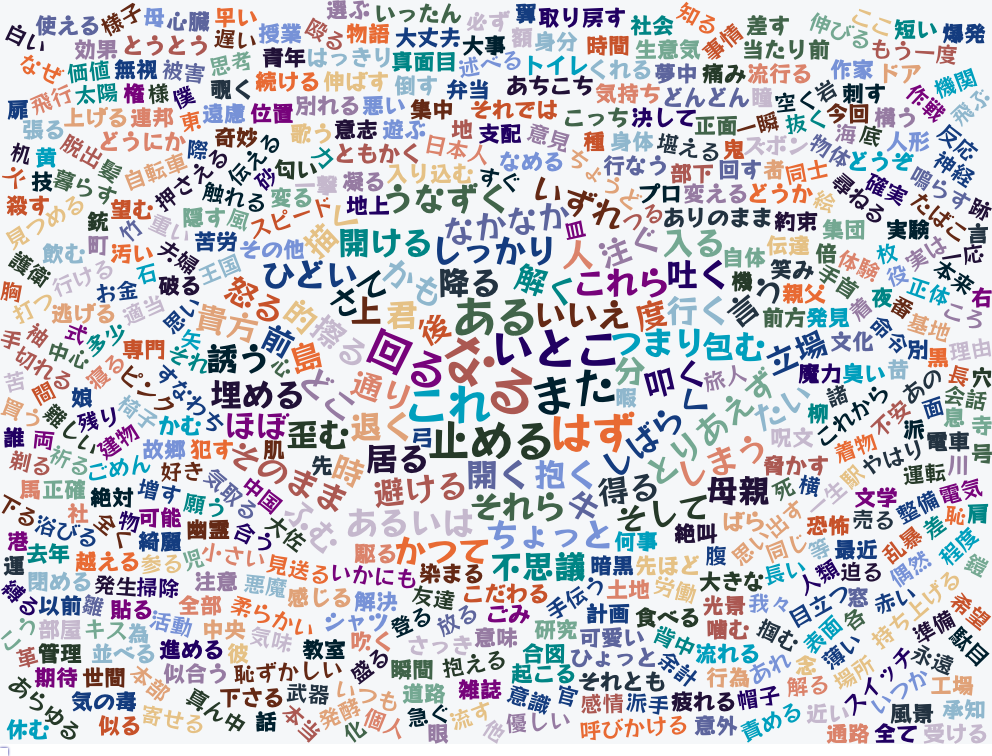 白い 使える 様子 母 心臓 早い 選ぶ いったん 必ず 翼 取り戻す 社会 知る 差す 伸びる ここ 短い 爆発
効果 とうとう 遅い 授業 殴る 物語 大丈夫 大事 額 身分 時間 生意気 事情 当たり前 もう一度
なぜ 価値 無視 被害 思考 青年 はっきり 真面目 述べる トイレ くれる 夢中 痛み 流行る 作家 ドア 機関
扉 飛行 太陽 権 様 僕 覗く 続ける 伸ばす 倒す 弁当 あちこち 気持ち どんどん 瞳 空く 岩 刺す 作戦 飛ぶ
張る 上げる 連邦 東 遠慮 位置 別れる 悪い 集中 それでは こっち 決して 正面 一瞬 抜く 今回 横う 反応
机 黄 脱出 どうにか 際 奇妙 歌う 意志 遊ぶ 地 支配 意見 種 身体 堪える 鬼 ズボン 物体 海 底 人形 神経
技 暮らす 髪 自転車 押さえる 伝える 砂 匂い ともかく 日本人 なめる ちょうど 行なう 部下 回す 者 同士 どうぞ 確実 鳴らす 跡
殺す 望む 銃 竹 触れる 変る 一撃 凝る 入り込む すぐ いずれ プロ 変える どうか 絵 尋ねる たばこ 言
見つめる 重い 隠す 風 スピード 地上 うなずく なかなか つる ありのまま 約束 集団 実験 応
飲む 町 汚い 夫婦 苦労 その他 描 開ける しっかり 皿 人 注ぐ 入る 自体 伝達 倍 体験 枚 実は 本来
護衛 行ける 石 王国 破る ひどい さて かも 降る 解く これら 吐く 機 笑み 手首 役 正体 右
胸 打つ 逃げる お金 適当 脱い 怒る 的 上 君 後 ある いいえ 度 行く 言う 親父 前方 発見 着 夜 番 基地 ころ
手 袖 式 多少 専門 矢 それ 貴方 前 擦る 回る な いとこ つまり 包む 立場 文化 命令 別 黒 理由
切れる 中心 寝る ピンク 誘う 心 島 どこ 通り 分 叩く 旅人 魔力 臭い 歯 長 穴
苦 間 娘 すなわち 埋める これ る また 暇 しばらく とりあえず たい 柳 諸 これから 不安 あの 会話
買う 難しい 残り 椅子 かむ ほぼ 歪む 退く 弓 止める はず しまう 呪文 着物 面 息 寺
誰 両 祈る 建物 故郷 犯す 肌 先 時 居る 開く 抱く 得る 脅かす 一生 駅 やはり 派 電車 号
剃る ごめん 好き 気取る そのまま 避ける それら そして 母親 死 横 文学 運転 川
馬 正確 絶対 増す 願う 中国 ふむ あるいは ちょっと 何事 絶叫 ばら 思い出す 恐怖 売る 整備 電気
下る 浴びる 社 全く 物 可能 幽霊 合う 大佐 駆る かつて 不思議 暗黒 先ほど 腹 同じ 等 最近 乱暴 差 恥 肩
港 去年 越える 綺麗 参る 児 小さい 見送る いかにも 染まる こだわる 手伝う 土地 労働 大きな 長い 人類 迫る 偶然 程度
運 閉める 発生 掃除 注意 悪魔 感じる 解決 友達 ごみ 計画 食べる 光景 我々 目立つ 窓 赤い 持ち上げる 希望
縛る 以前 雛 貼る 活動 全部 柔らかい シャツ 登る 放る 研究 可愛い 背中 噛む 掴む 表面 各 準備 駄目
部屋 キス 為 中央 気味 教室 吹く さっき 意味 合図 ひょっと 余計 流れる あれ 念 薄い 場所 スイッチ 永遠
革 管理 並べる 進める 彼 盛る 瞬間 抱える 起こる それとも 行為 解る いつか 工場
期待 世間 本部 似合う 恥ずかしい 武器 いつも 道路 雑誌 意識 官 感情 派手 疲れる 帽子 近い 風景 承知
あらゆる 気の毒 真ん中 下さる 発酵 個人 急ぐ 流す 優しい 呼びかける 意外 責める
休む 似る 寄せる 話 本当 化 眼 他 通路 全て 受ける